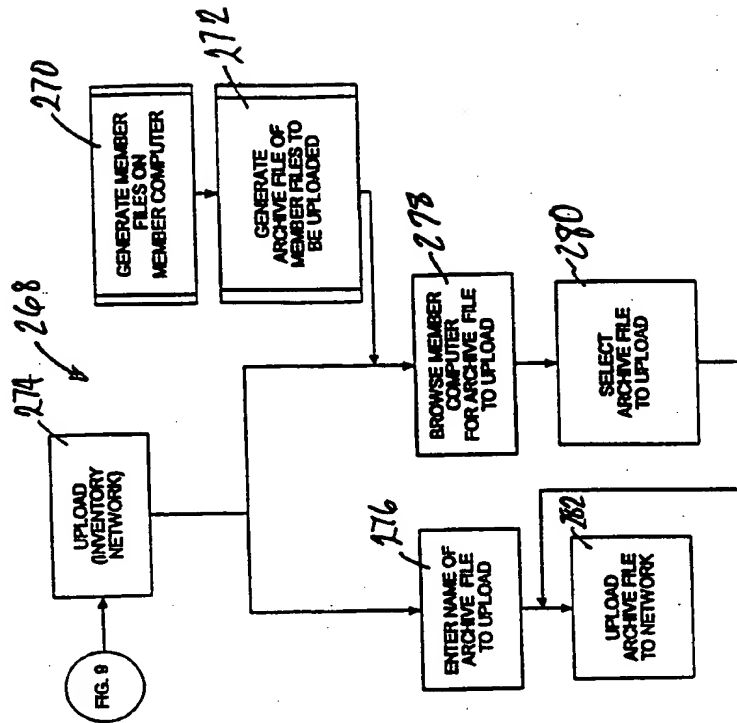 270
GENERATE MEMBER
FILES ON
MEMBER COMPUTER
272
GENERATE
ARCHIVE FILE OF
MEMBER FILES TO
BE UPLOADED
274
268
UPLOAD
(INVENTORY
NETWORK)
FIG. 9
278
BROWSE MEMBER
COMPUTER
FOR ARCHIVE FILE
TO UPLOAD
280
SELECT
ARCHIVE FILE
TO UPLOAD
276
ENTER NAME OF
ARCHIVE FILE
TO UPLOAD
282
UPLOAD
ARCHIVE FILE
TO NETWORK